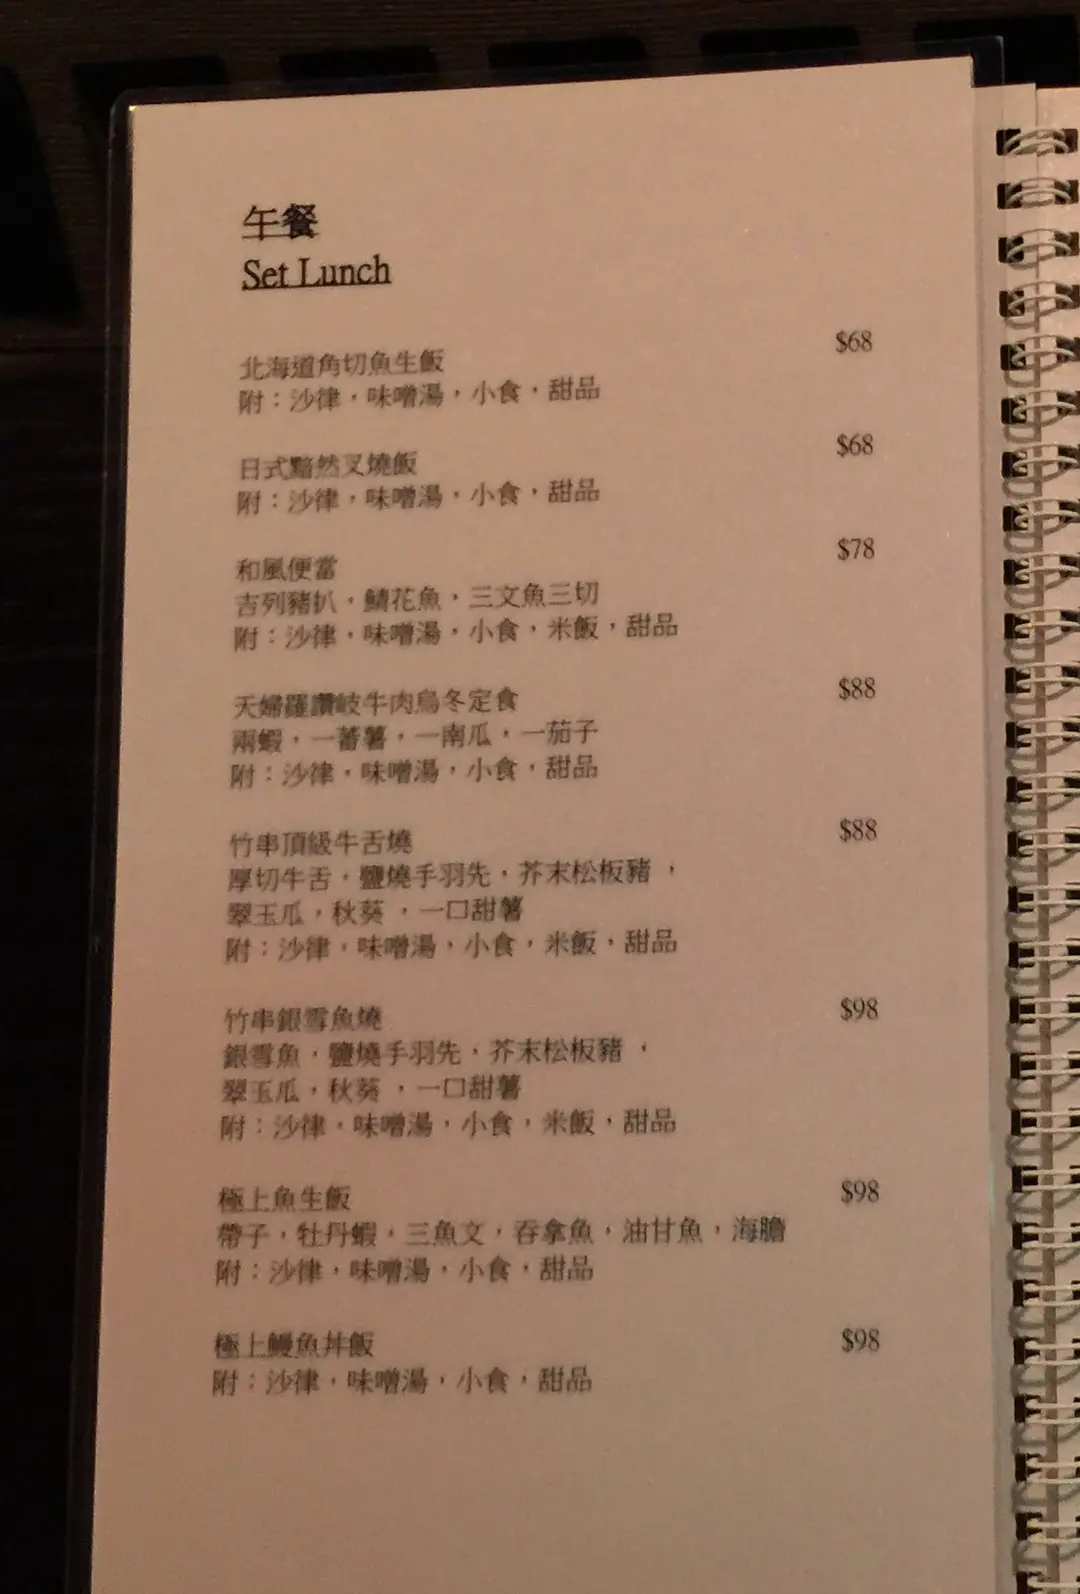 午餐
Set Lunch
北海道角切魚生飯 $68
附：沙律，味噌湯，小食，甜品
日式黯然叉燒飯 $68
附：沙律，味噌湯，小食，甜品
和風便當 $78
吉列豬扒，鯖花魚，三文魚三切
附：沙律，味噌湯，小食，米飯，甜品
天婦羅讚岐牛肉烏冬定食 $88
兩蝦，一蕃薯，一南瓜，一茄子
附：沙律，味噌湯，小食，甜品
竹串頂級牛舌燒 $88
厚切牛舌，鹽燒手羽先，芥末松板豬，
翠玉瓜，秋葵，一口甜薯
附：沙律，味噌湯，小食，米飯，甜品
竹串銀雪魚燒 $98
銀雪魚，鹽燒手羽先，芥末松板豬，
翠玉瓜，秋葵，一口甜薯
附：沙律，味噌湯，小食，米飯，甜品
極上魚生飯 $98
帶子，牡丹蝦，三魚文，吞拿魚，油甘魚，海膽
附：沙律，味噌湯，小食，甜品
極上鰻魚丼飯 $98
附：沙律，味噌湯，小食，甜品